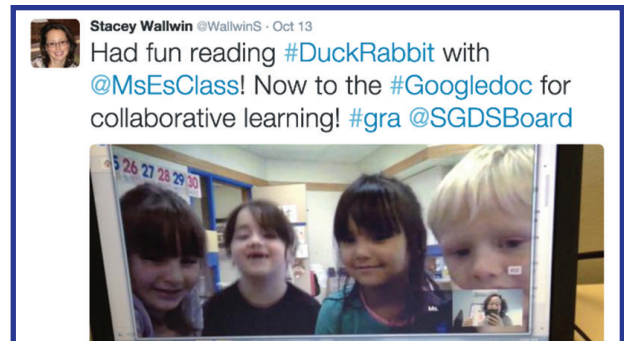 Stacey Wallwin @WallwinS · Oct 13
Had fun reading #DuckRabbit with
@MsEsClass! Now to the #Googledoc for
collaborative learning! #gra @SGDSBoard
5 26 27 28 29 30
Ms.